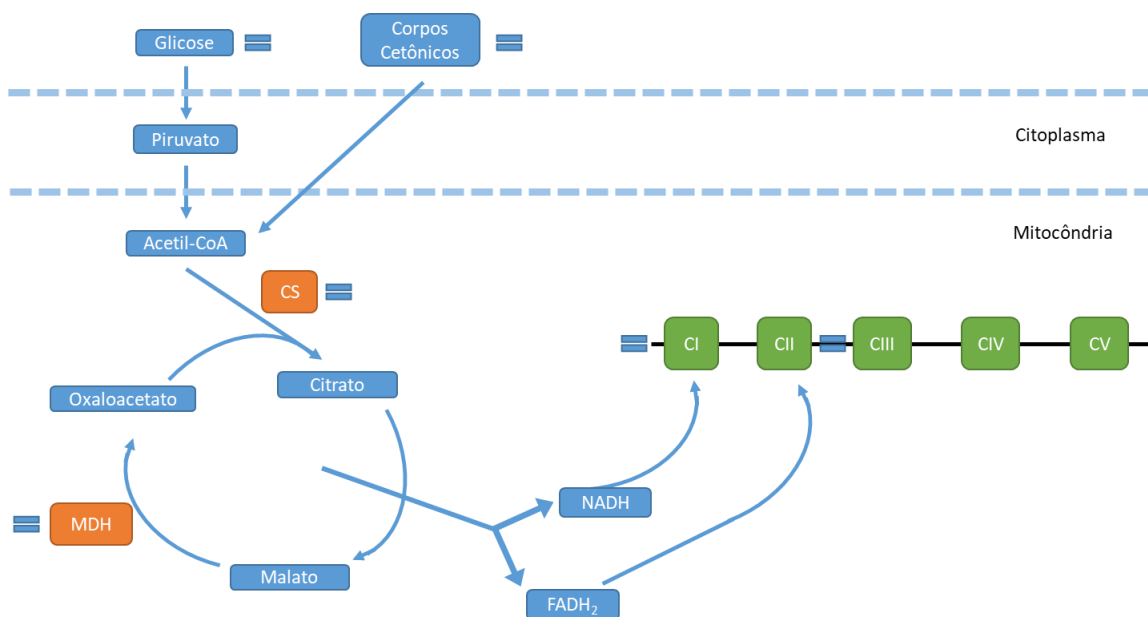 Glicose
Corpos
Cetônicos
Piruvato
Citoplasma
Acetil-CoA
Mitocôndria
CS
CI
CII
CIII
CIV
CV
Oxaloacetato
Citrato
MDH
NADH
Malato
FADH₂